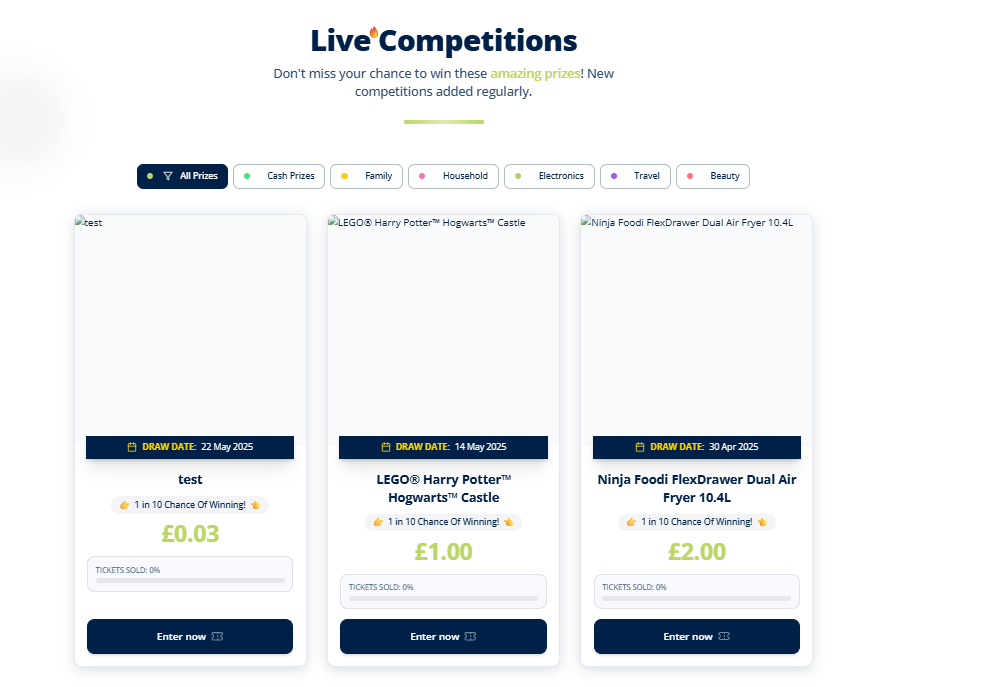 Live Competitions
Don't miss your chance to win these amazing prizes! New
competitions added regularly.
All Prizes
Cash Prizes
Family
Household
Electronics
Travel
Beauty
test
LEGO® Harry Potter™ Hogwarts™ Castle
Ninja Foodi FlexDrawer Dual Air Fryer 10.4L
DRAW DATE: 22 May 2025
test
👉 1 in 10 Chance Of Winning! 👈
£0.03
TICKETS SOLD: 0%
Enter now
DRAW DATE: 14 May 2025
LEGO® Harry Potter™
Hogwarts™ Castle
👉 1 in 10 Chance Of Winning! 👈
£1.00
TICKETS SOLD: 0%
Enter now
DRAW DATE: 30 Apr 2025
Ninja Foodi FlexDrawer Dual Air
Fryer 10.4L
👉 1 in 10 Chance Of Winning! 👈
£2.00
TICKETS SOLD: 0%
Enter now